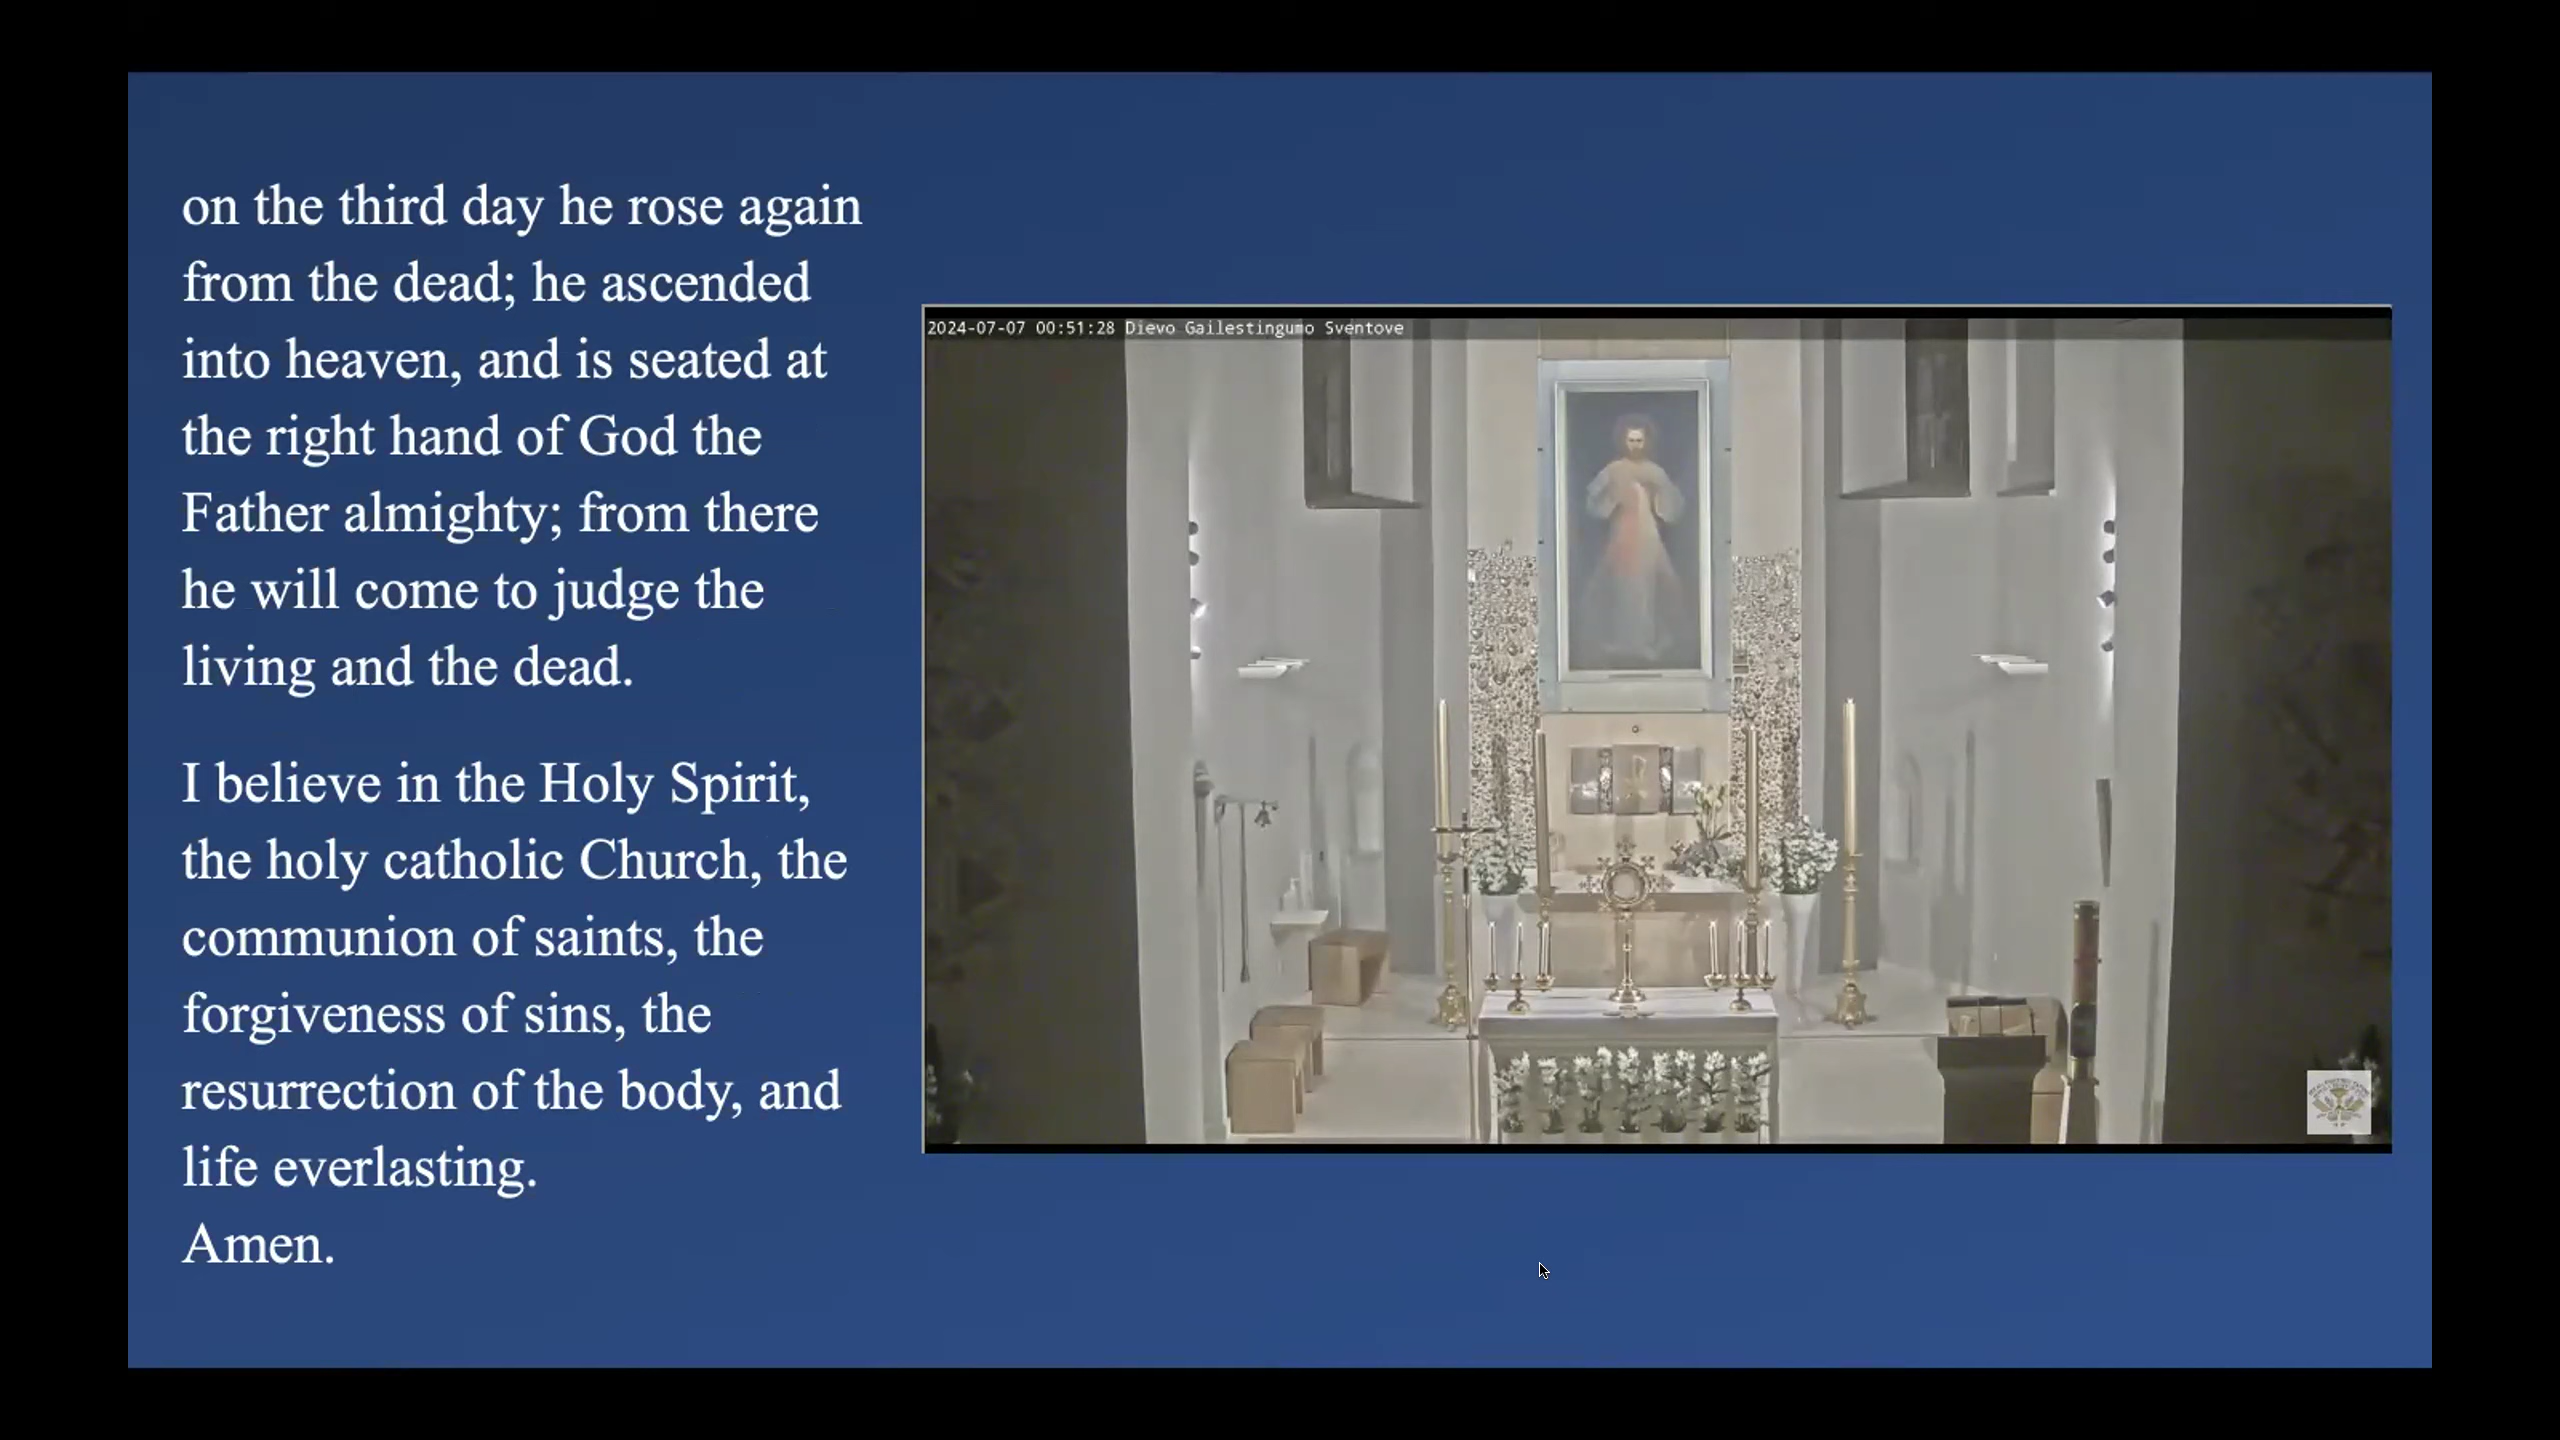 on the third day he rose again
from the dead; he ascended
into heaven, and is seated at
the right hand of God the
Father almighty; from there
he will come to judge the
living and the dead.
I believe in the Holy Spirit,
the holy catholic Church, the
communion of saints, the
forgiveness of sins, the
resurrection of the body, and
life everlasting.
Amen.
2024-07-07 00:51:28 Dievo Gailestingumo Sventove